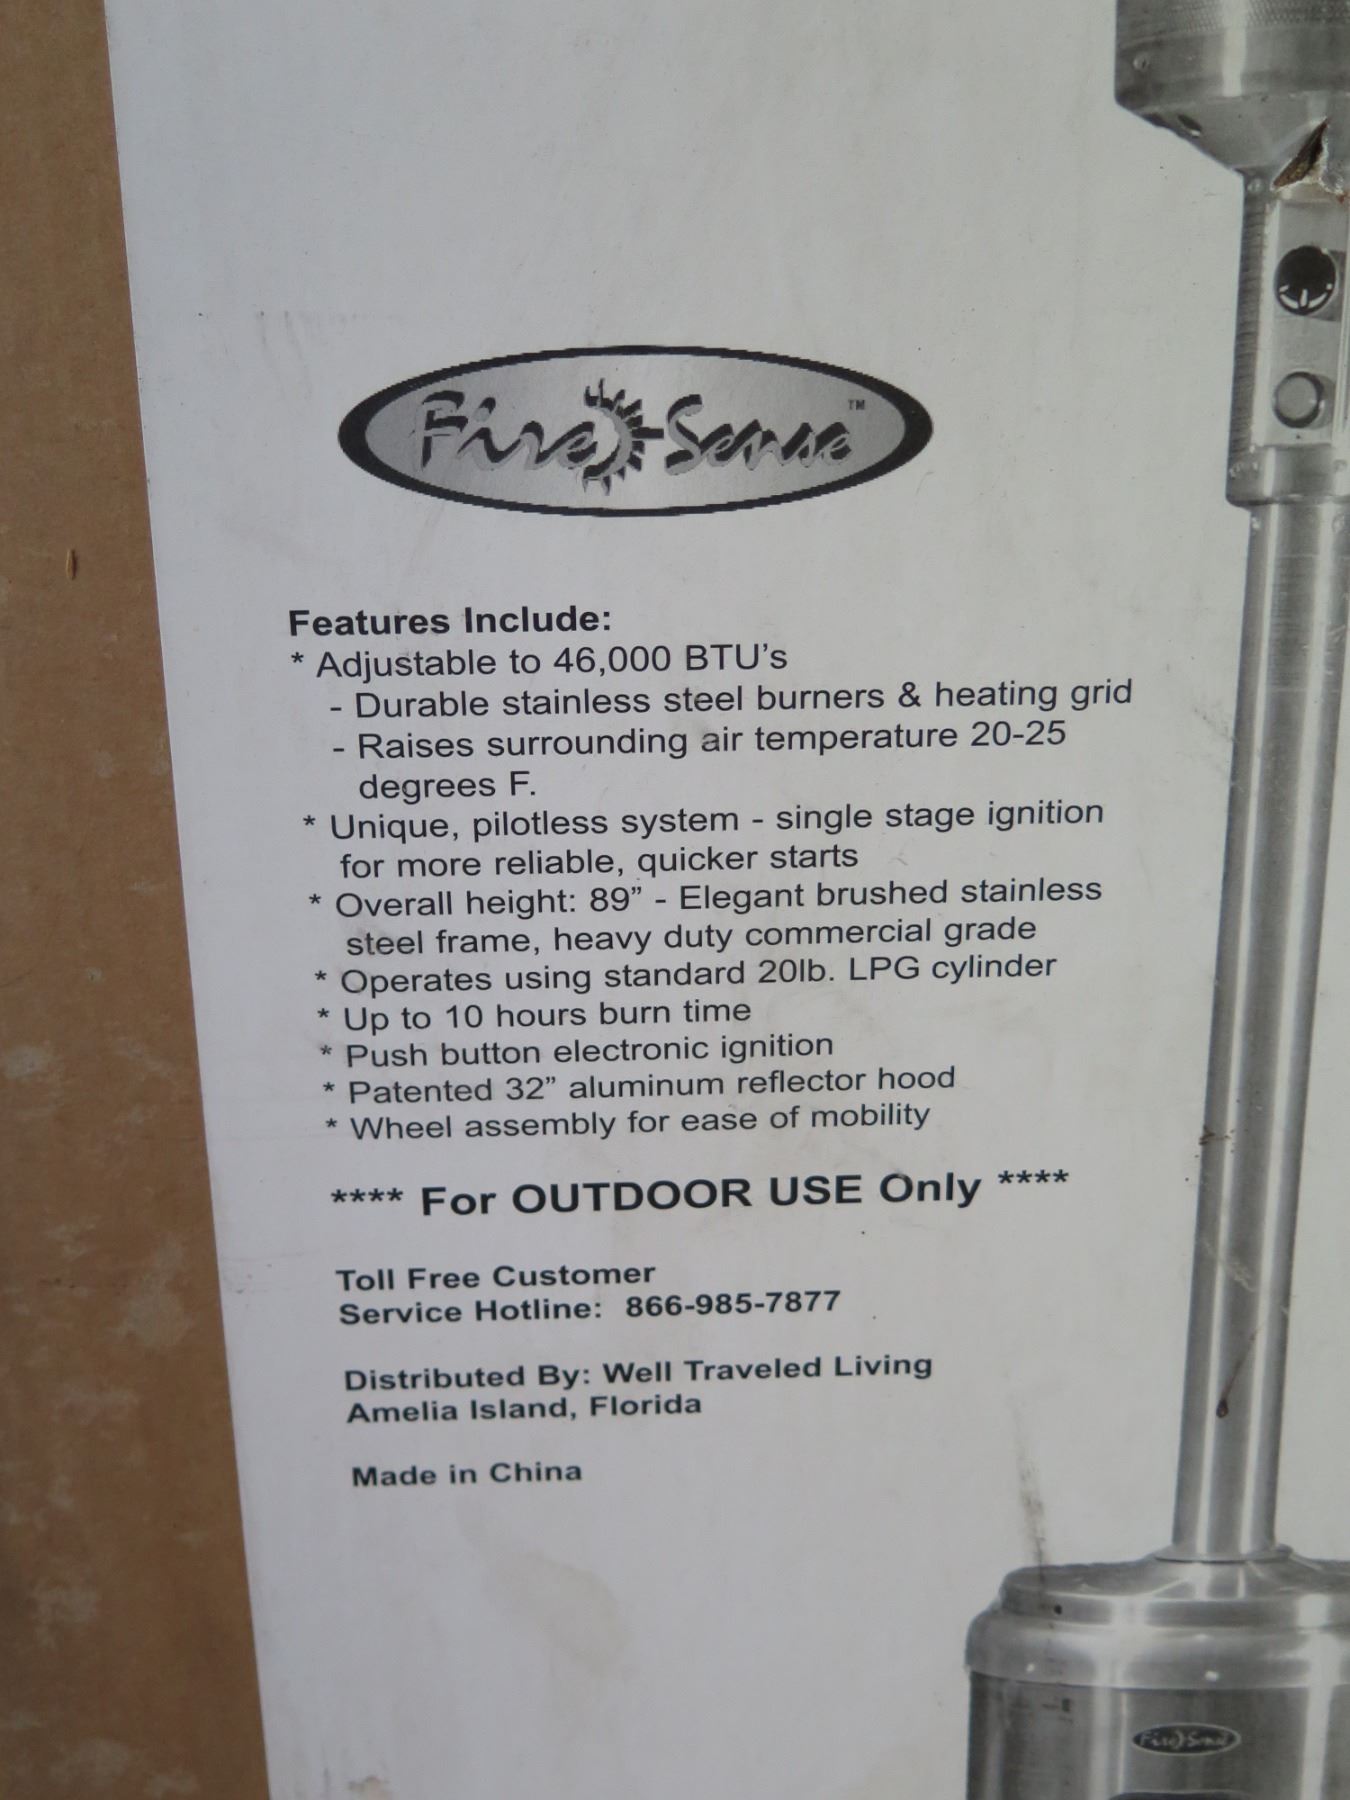 Fire Sense™
Features Include:
* Adjustable to 46,000 BTU's
- Durable stainless steel burners & heating grid
- Raises surrounding air temperature 20-25
degrees F.
* Unique, pilotless system - single stage ignition
for more reliable, quicker starts
* Overall height: 89” - Elegant brushed stainless
steel frame, heavy duty commercial grade
* Operates using standard 20lb. LPG cylinder
* Up to 10 hours burn time
* Push button electronic ignition
* Patented 32” aluminum reflector hood
* Wheel assembly for ease of mobility
**** For OUTDOOR USE Only ****
Toll Free Customer
Service Hotline: 866-985-7877
Distributed By: Well Traveled Living
Amelia Island, Florida
Made in China
Fire Sense